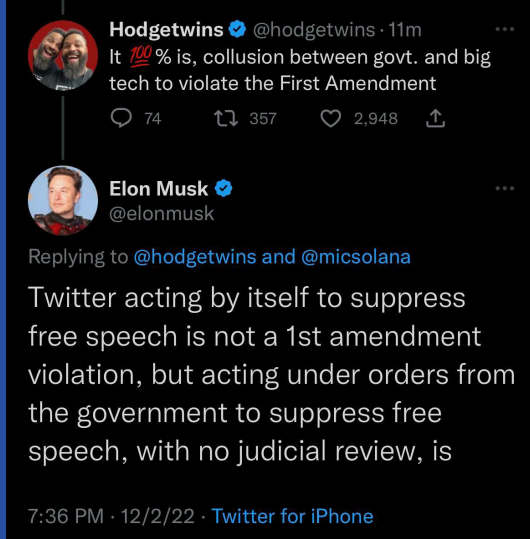 Hodgetwins @hodgetwins · 11m
It 💯 % is, collusion between govt. and big
tech to violate the First Amendment
74 357 2,948
Elon Musk
@elonmusk
Replying to @hodgetwins and @micsolana
Twitter acting by itself to suppress
free speech is not a 1st amendment
violation, but acting under orders from
the government to suppress free
speech, with no judicial review, is
7:36 PM · 12/2/22 · Twitter for iPhone